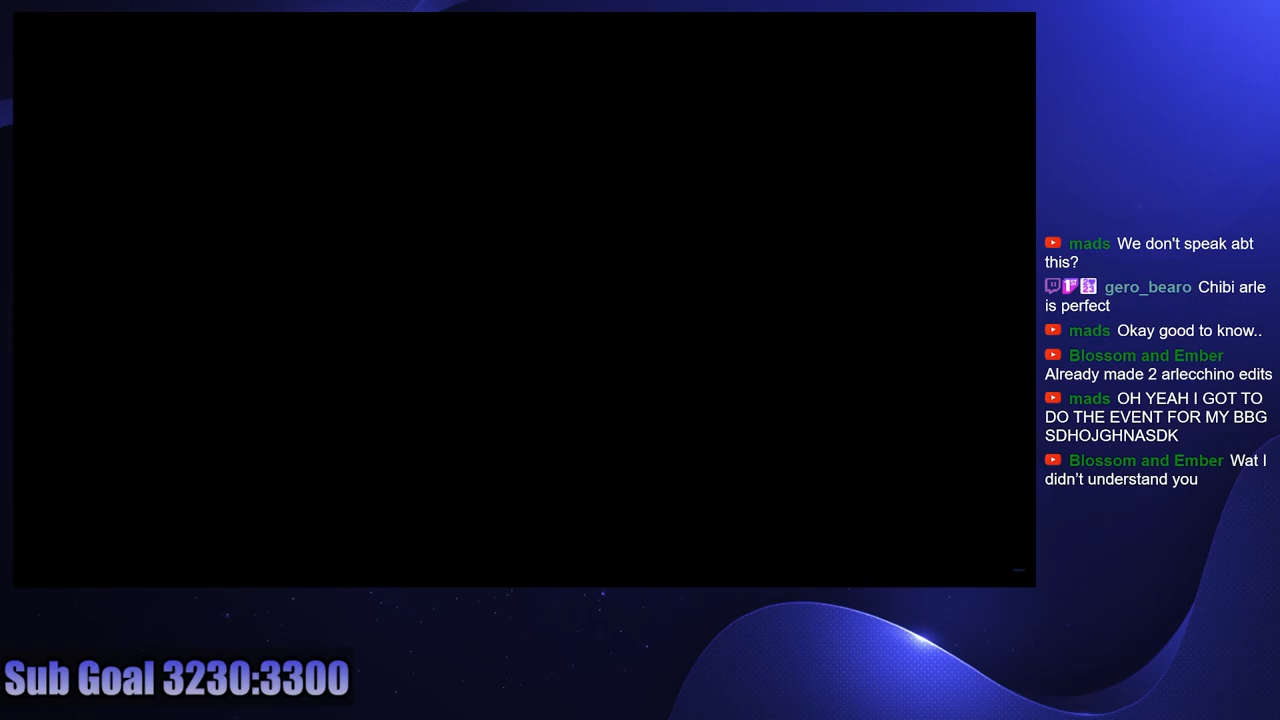 mads We don't speak abt
this?
gero_bearo Chibi arle
is perfect
mads Okay good to know..
Blossom and Ember
Already made 2 arlecchino edits
mads OH YEAH I GOT TO
DO THE EVENT FOR MY BBG
SDHOJGHNASDK
Blossom and Ember Wat I
didn't understand you
Sub Goal 3230:3300